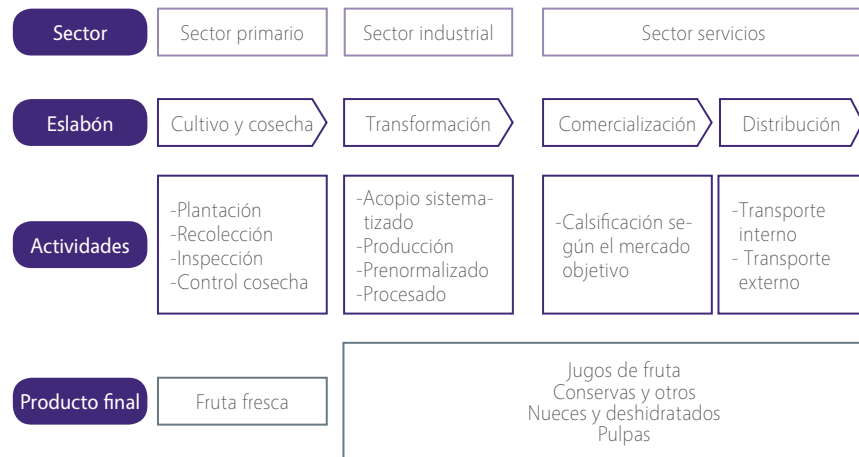 Sector
Sector primario
Sector industrial
Sector servicios
Eslabón
Cultivo y cosecha
Transformación
Comercialización
Distribución
Actividades
-Plantación
-Recolección
-Inspección
-Control cosecha
-Acopio sistema-
tizado
-Producción
-Prenormalizado
-Procesado
-Calsificación se-
gún el mercado
objetivo
-Transporte
interno
- Transporte
externo
Producto final
Fruta fresca
Jugos de fruta
Conservas y otros
Nueces y deshidratados
Pulpas